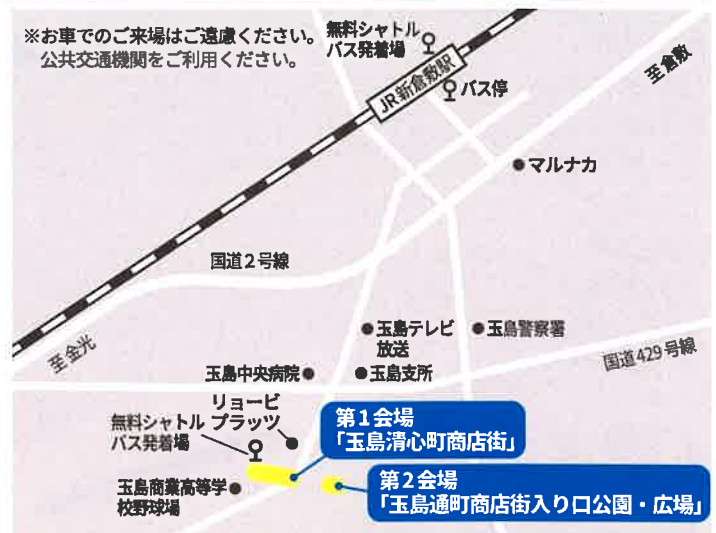 ※お車でのご来場はご遠慮ください。
公共交通機関をご利用ください。
無料シャトル
バス発着場
JR新倉敷駅
バス停
至倉敷
マルナカ
国道2号線
至金光
玉島テレビ
放送
玉島警察署
国道429号線
玉島中央病院
玉島支所
リョービ
プラッツ
無料シャトル
バス発着場
第1会場
「玉島清心町商店街」
玉島商業高等学
校野球場
第2会場
「玉島通町商店街入り口公園・広場」